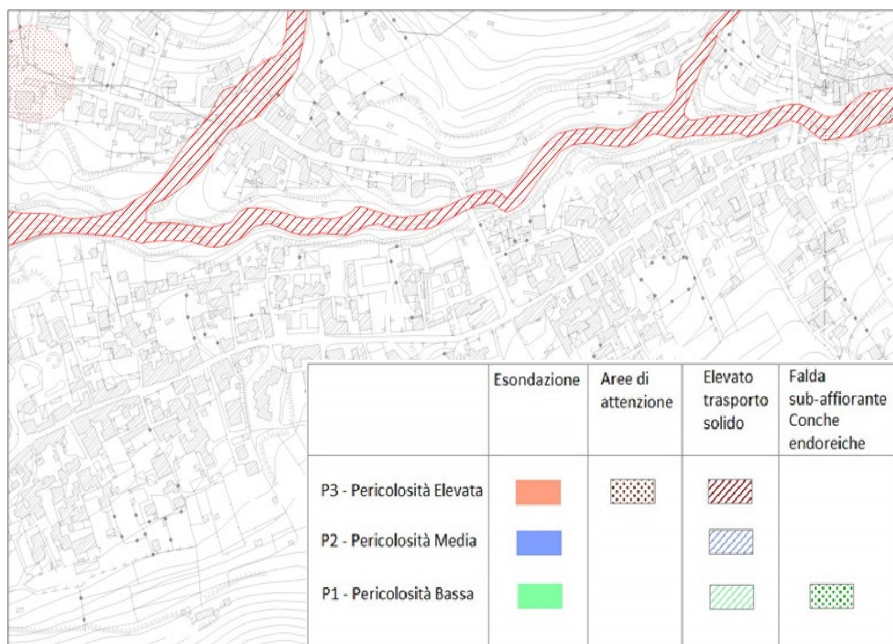 Esondazione
Aree di
attenzione
Elevato
trasporto
solido
Falda
sub-affiorante
Conche
endoreiche
P3 - Pericolosità Elevata
P2 - Pericolosità Media
P1 - Pericolosità Bassa